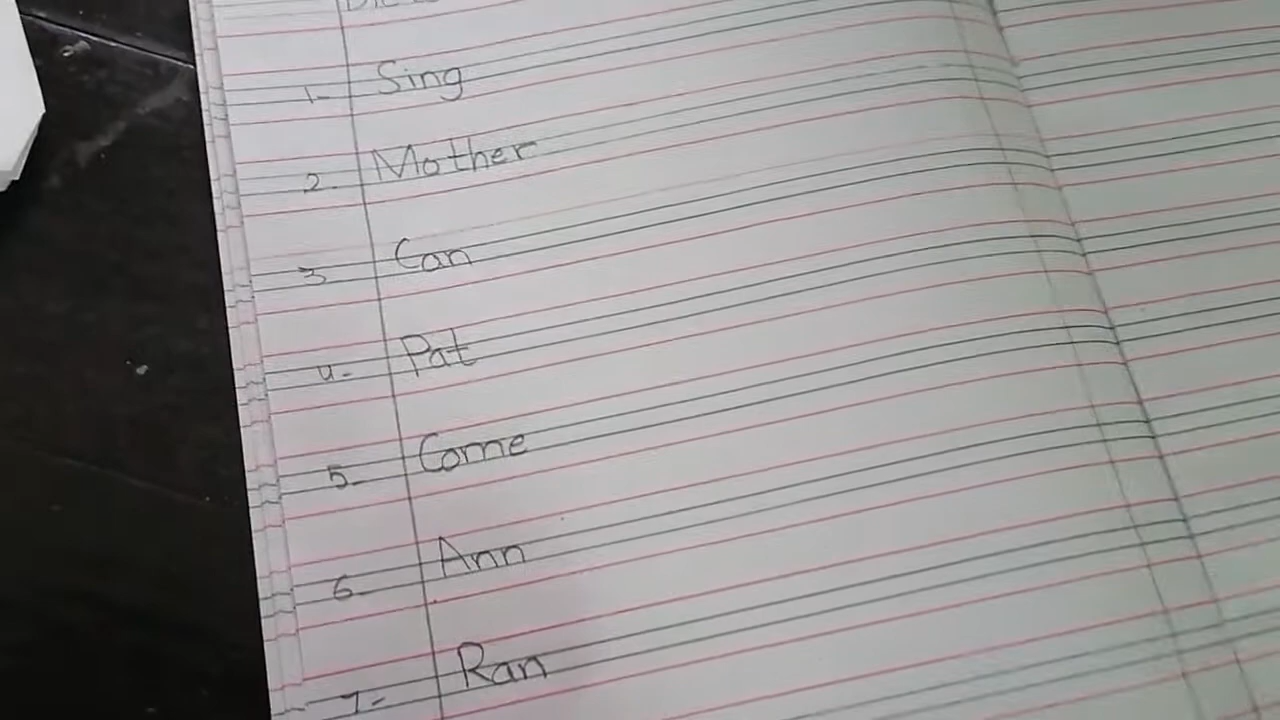 1- Sing
2- Mother
3 Can
4- Pat
5- Come
6- Ann
7- Ran